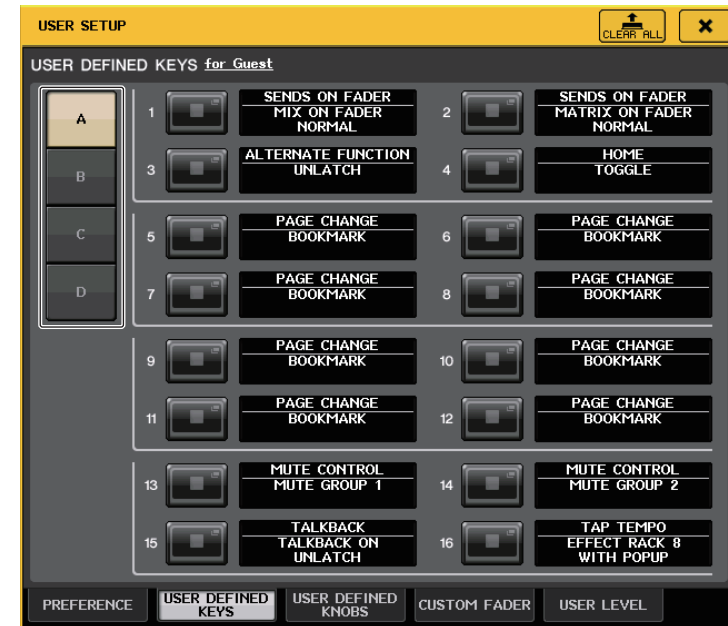 USER SETUP
CLEAR ALL
USER DEFINED KEYS for Guest
A
B
C
D
1
SENDS ON FADER
MIX ON FADER
NORMAL
2
SENDS ON FADER
MATRIX ON FADER
NORMAL
3
ALTERNATE FUNCTION
UNLATCH
4
HOME
TOGGLE
5
PAGE CHANGE
BOOKMARK
6
PAGE CHANGE
BOOKMARK
7
PAGE CHANGE
BOOKMARK
8
PAGE CHANGE
BOOKMARK
9
PAGE CHANGE
BOOKMARK
10
PAGE CHANGE
BOOKMARK
11
PAGE CHANGE
BOOKMARK
12
PAGE CHANGE
BOOKMARK
13
MUTE CONTROL
MUTE GROUP 1
14
MUTE CONTROL
MUTE GROUP 2
15
TALKBACK
TALKBACK ON
UNLATCH
16
TAP TEMPO
EFFECT RACK 8
WITH POPUP
PREFERENCE
USER DEFINED
KEYS
USER DEFINED
KNOBS
CUSTOM FADER
USER LEVEL